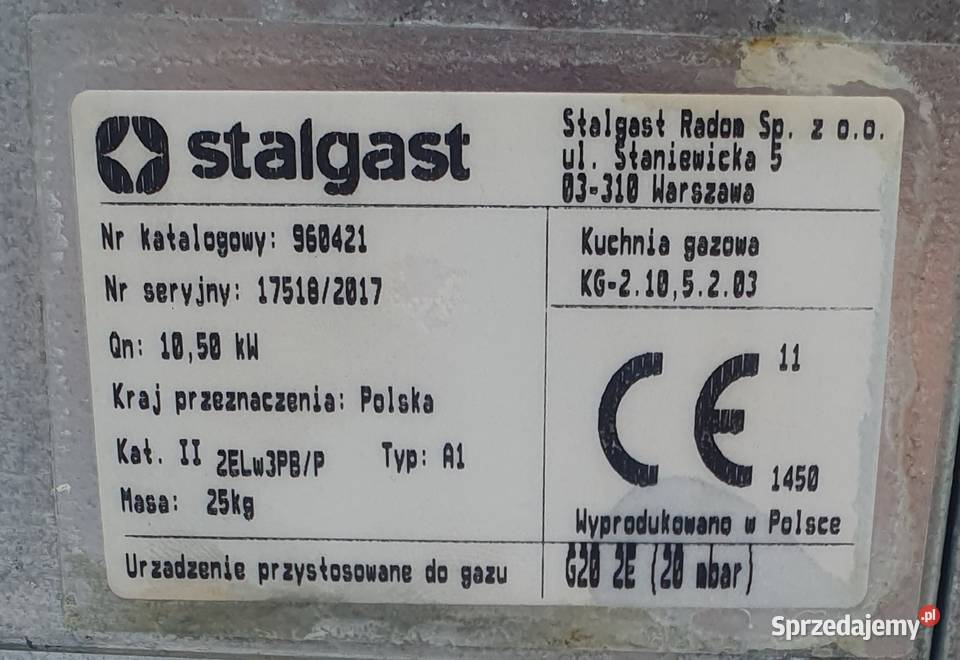 stalgast
Stalgast Radom Sp. z o.o.
ul. Staniewicka 5
03-310 Warszawa
Nr katalogowy: 960421
Nr seryjny: 17518/2017
Qn: 10,50 kW
Kraj przeznaczenia: Polska
Kat. II 2ELw3PB/P Typ: A1
Masa: 25kg
Kuchnia gazowa
KG-2.10,5.2.03
CE 11
1450
Wyprodukowano w Polsce
Urzadzenie przystosowane do gazu
G20 2E (20 mbar)
Sprzedajemy.pl